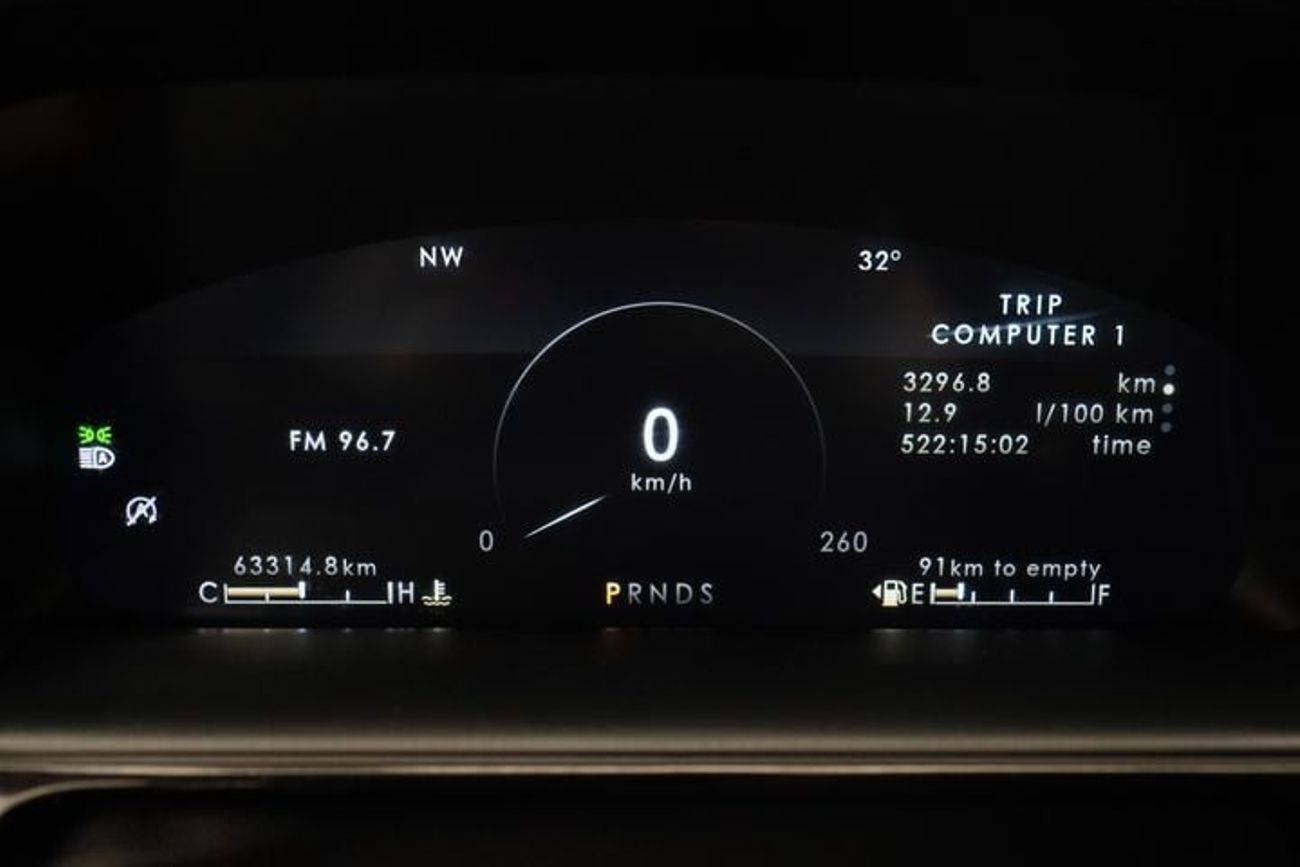 NW
32°
TRIP
COMPUTER 1
3296.8 km
12.9 l/100 km
522:15:02 time
A
FM 96.7
0
km/h
A
0
260
63314.8km
91km to empty
C H
PRNDS
E F